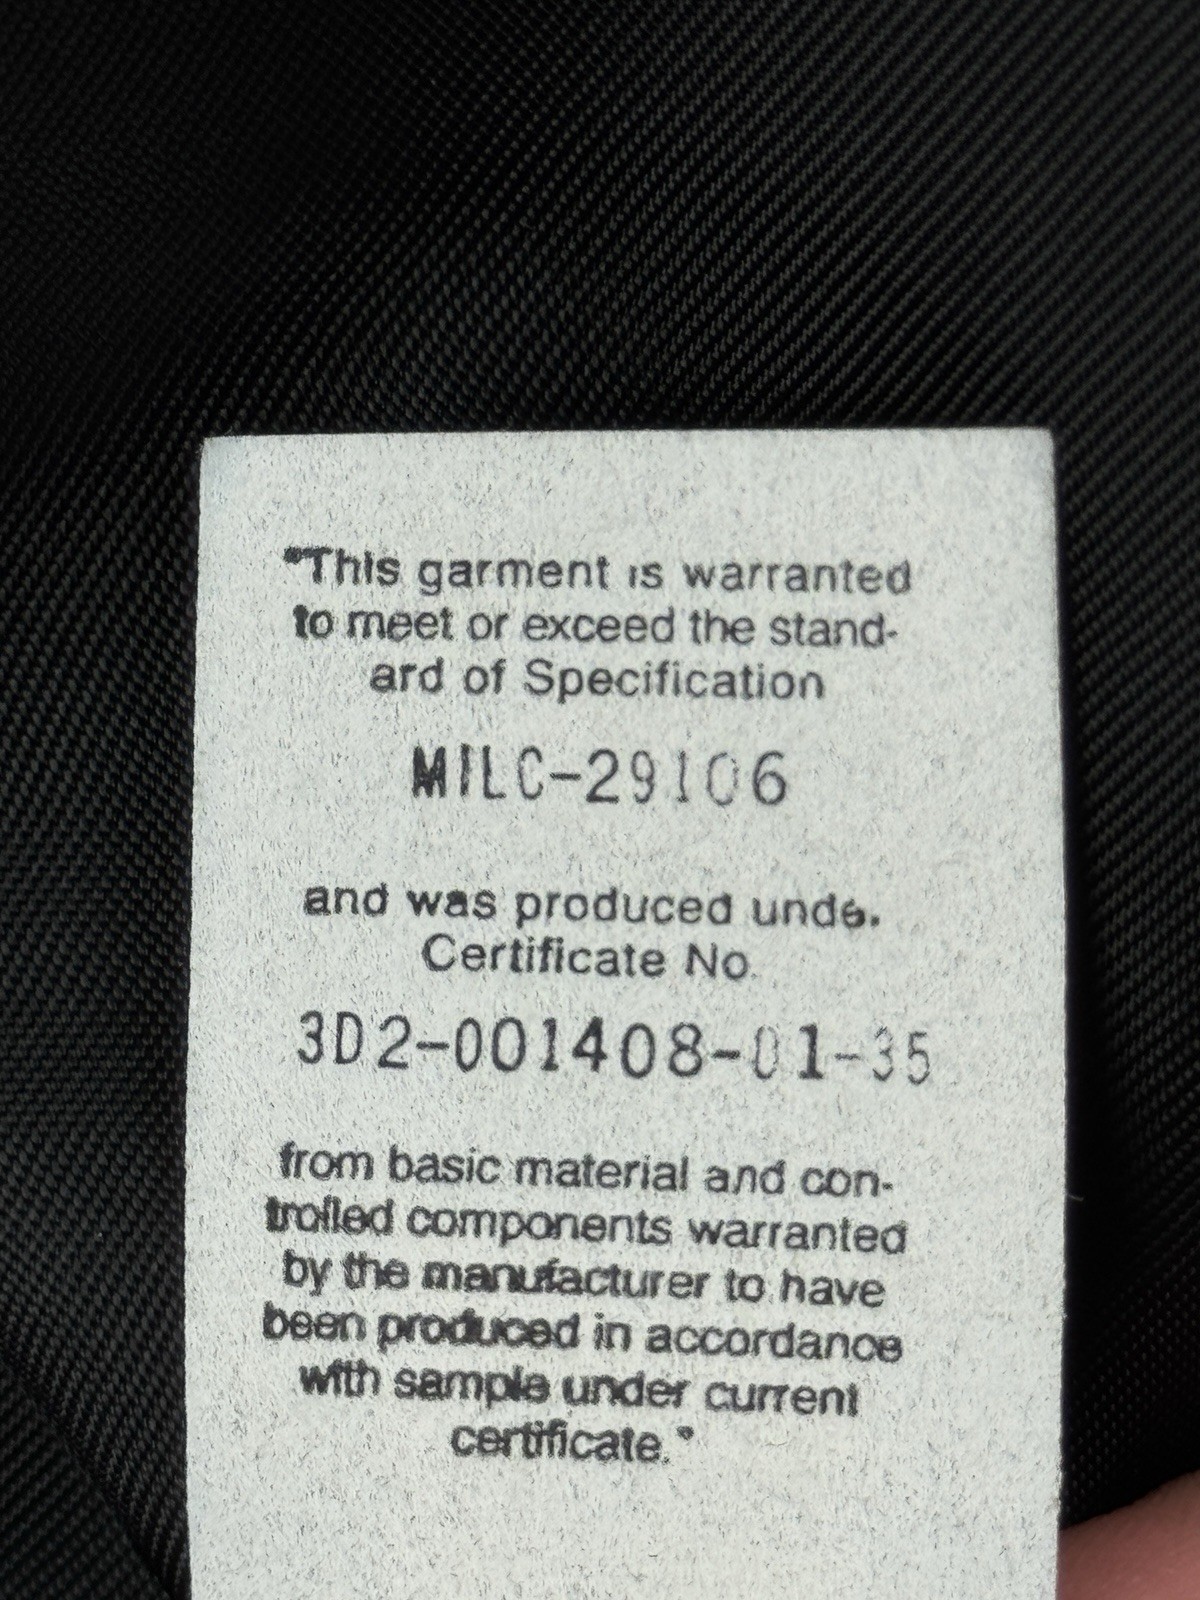 "This garment is warranted
to meet or exceed the stand-
ard of Specification
MILC-29106
and was produced unde.
Certificate No.
3D2-001408-01-35
from basic material and con-
trolled components warranted
by the manufacturer to have
been produced in accordance
with sample under current
certificate."